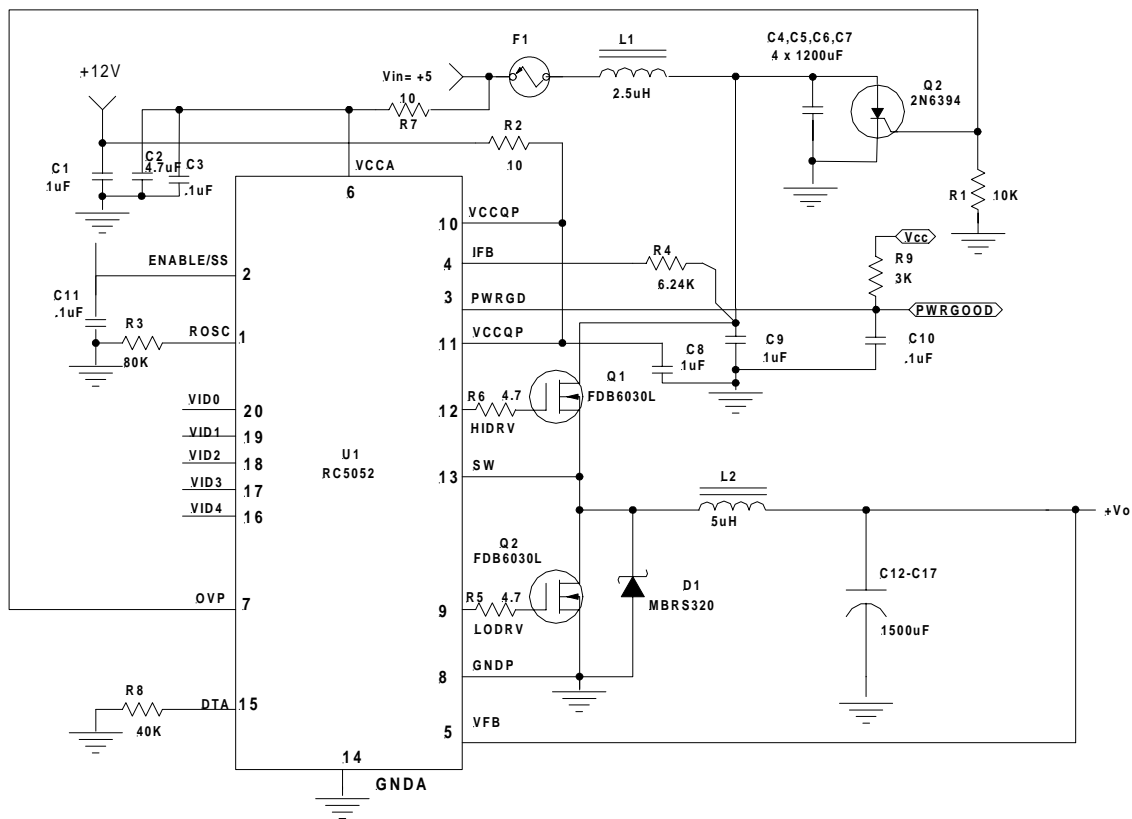 F1
L1
C4,C5,C6,C7
4 x 1200uF
+12V
Vin= +5
2.5uH
Q2
2N6394
10
R7
R2
10
C1
.1uF
C2
4.7uF
C3
.1uF
VCCA
6
R1
10K
10
VCCQP
ENABLE/SS
2
4
IFB
R4
6.24K
Vcc
R9
3K
3
PWRGD
PWRGOOD
C11
.1uF
R3
80K
ROSC
1
11
VCCQP
C8
.1uF
C9
.1uF
C10
.1uF
Q1
FDB6030L
R6
4.7
12
HIDRV
VID0
20
VID1
19
VID2
18
VID3
17
VID4
16
U1
RC5052
13
SW
L2
5uH
+Vo
Q2
FDB6030L
D1
MBRS320
C12-C17
1500uF
OVP
7
9
R5
4.7
LODRV
8
GNDP
R8
40K
DTA
15
5
VFB
14
GNDA